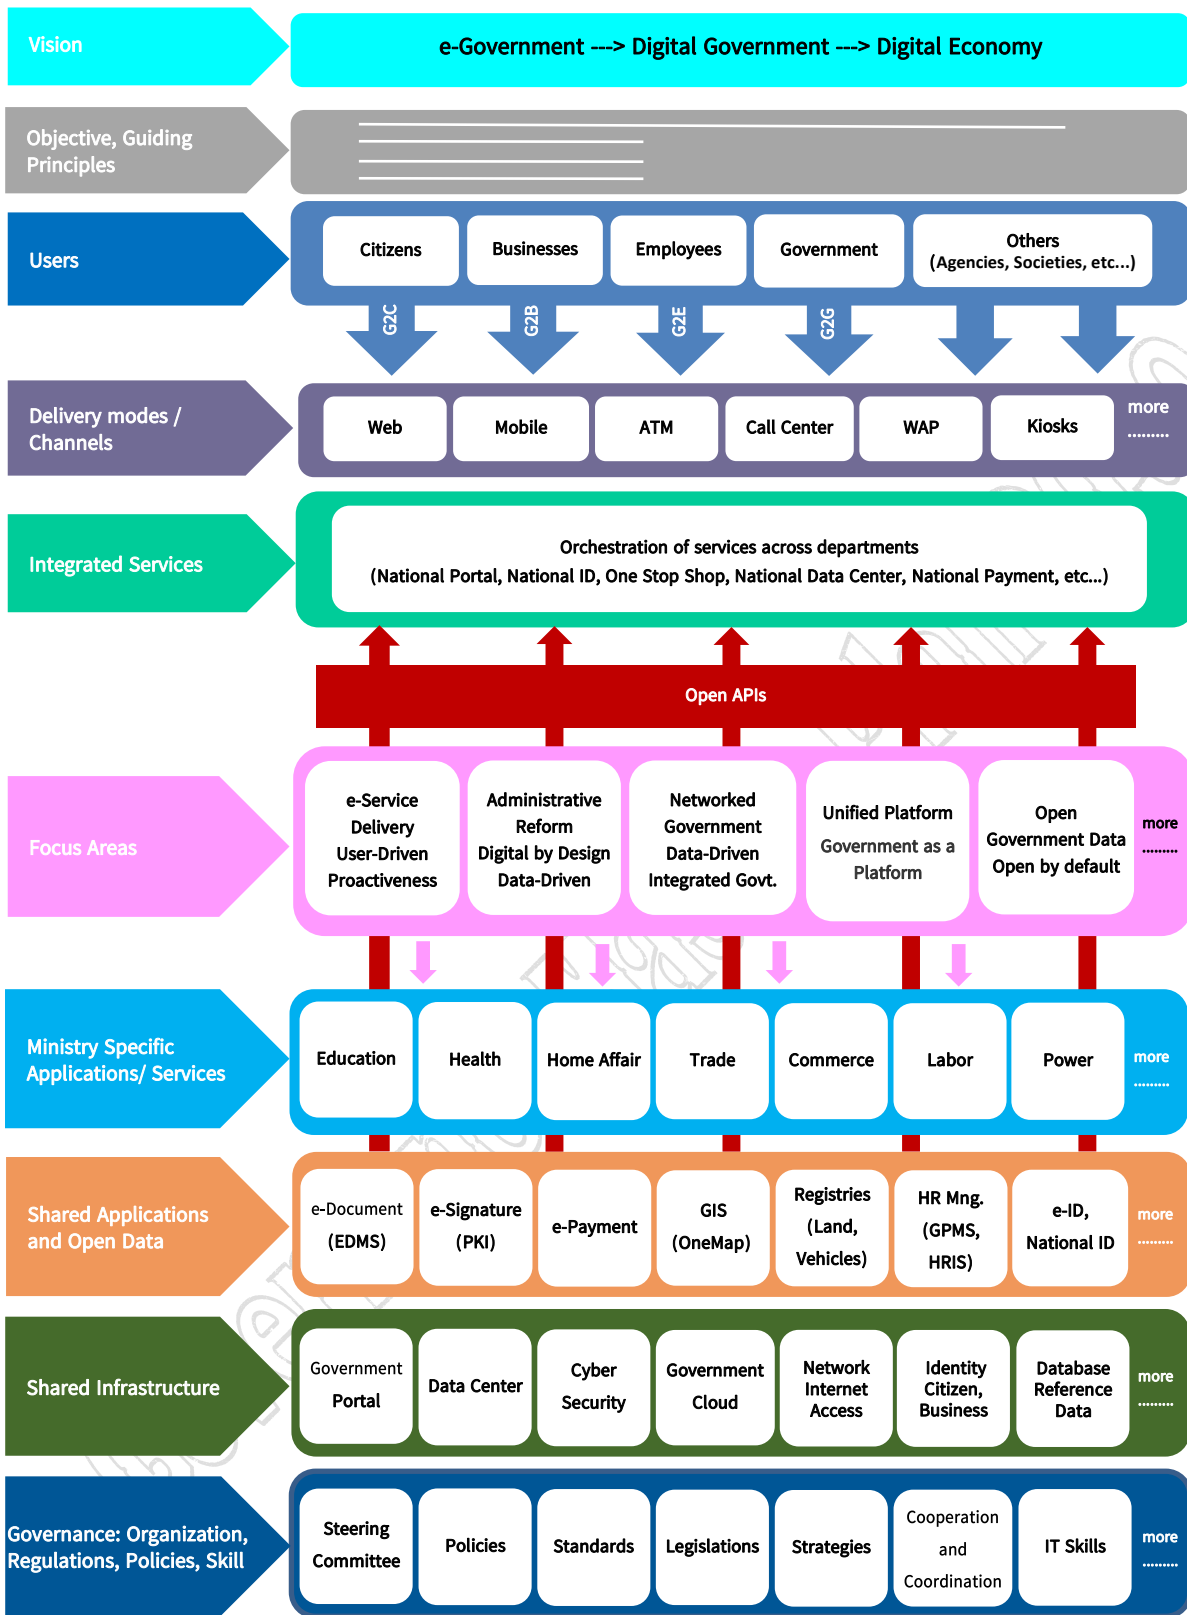 Vision
e-Government ---> Digital Government ---> Digital Economy
Objective, Guiding
Principles
Users
Citizens
Businesses
Employees
Government
Others
(Agencies, Societies, etc...)
G2C
G2B
G2E
G2G
Delivery modes /
Channels
Web
Mobile
ATM
Call Center
WAP
Kiosks
more
.........
Integrated Services
Orchestration of services across departments
(National Portal, National ID, One Stop Shop, National Data Center, National Payment, etc...)
Open APIs
Focus Areas
e-Service
Delivery
User-Driven
Proactiveness
Administrative
Reform
Digital by Design
Data-Driven
Networked
Government
Data-Driven
Integrated Govt.
Unified Platform
Government as a
Platform
Open
Government Data
Open by default
more
.........
Ministry Specific
Applications/ Services
Education
Health
Home Affair
Trade
Commerce
Labor
Power
more
.........
Shared Applications
and Open Data
e-Document
(EDMS)
e-Signature
(PKI)
e-Payment
GIS
(OneMap)
Registries
(Land,
Vehicles)
HR Mng.
(GPMS,
HRIS)
e-ID,
National ID
more
.........
Shared Infrastructure
Government
Portal
Data Center
Cyber
Security
Government
Cloud
Network
Internet
Access
Identity
Citizen,
Business
Database
Reference
Data
more
.........
Governance: Organization,
Regulations, Policies, Skill
Steering
Committee
Policies
Standards
Legislations
Strategies
Cooperation
and
Coordination
IT Skills
more
.........